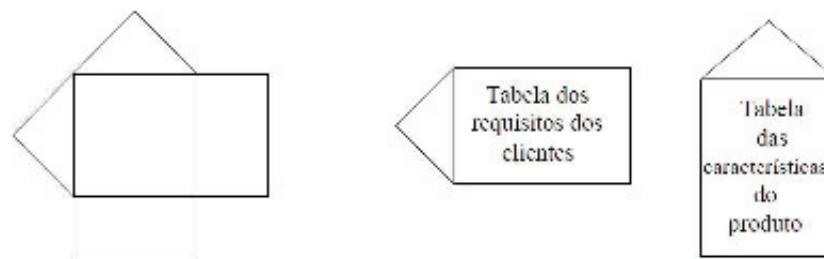 Tabela dos
requisitos dos
clientes
Tabela
das
características
do
produto